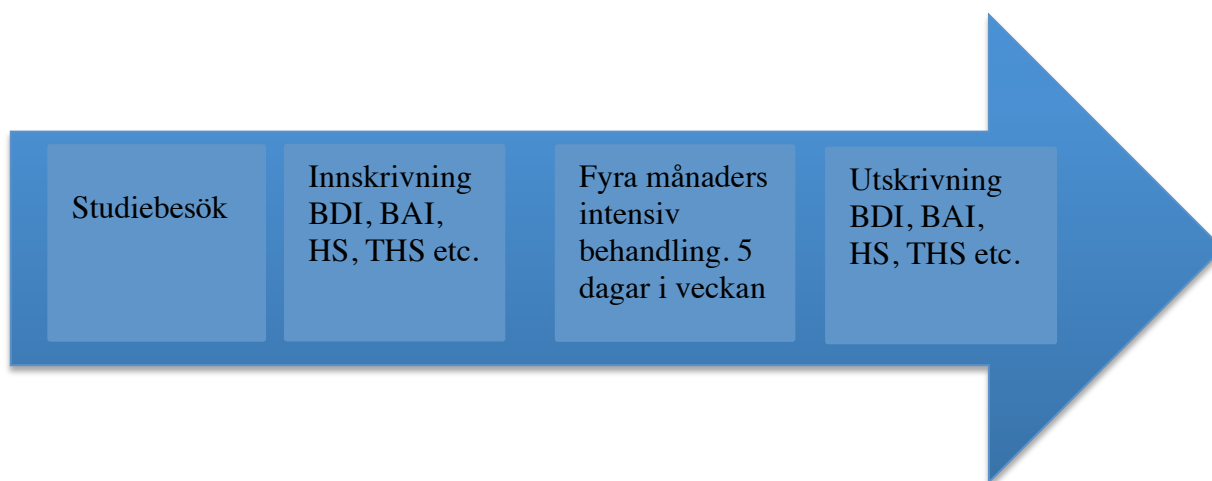 Studiebesök
Innskrivning
BDI, BAI,
HS, THS etc.
Fyra månaders
intensiv
behandling. 5
dagar i veckan
Utskrivning
BDI, BAI,
HS, THS etc.